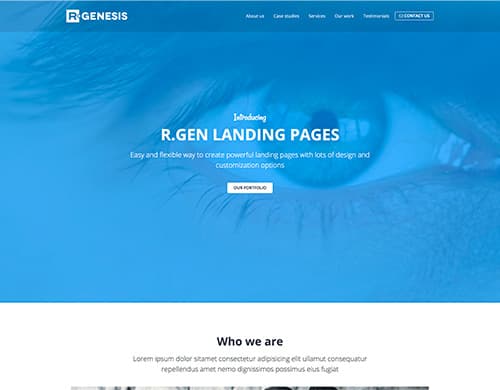 R.GENESIS
About us Case studies Services Our work Testimonials CONTACT US
Introducing
R.GEN LANDING PAGES
Easy and flexible way to create powerful landing pages with lots of design and
customization options
OUR PORTFOLIO
Who we are
Lorem ipsum dolor sitamet consectetur adipisicing elit ullamut consequatur
repellendus amet nemo dignissimos possimus eius fugiat